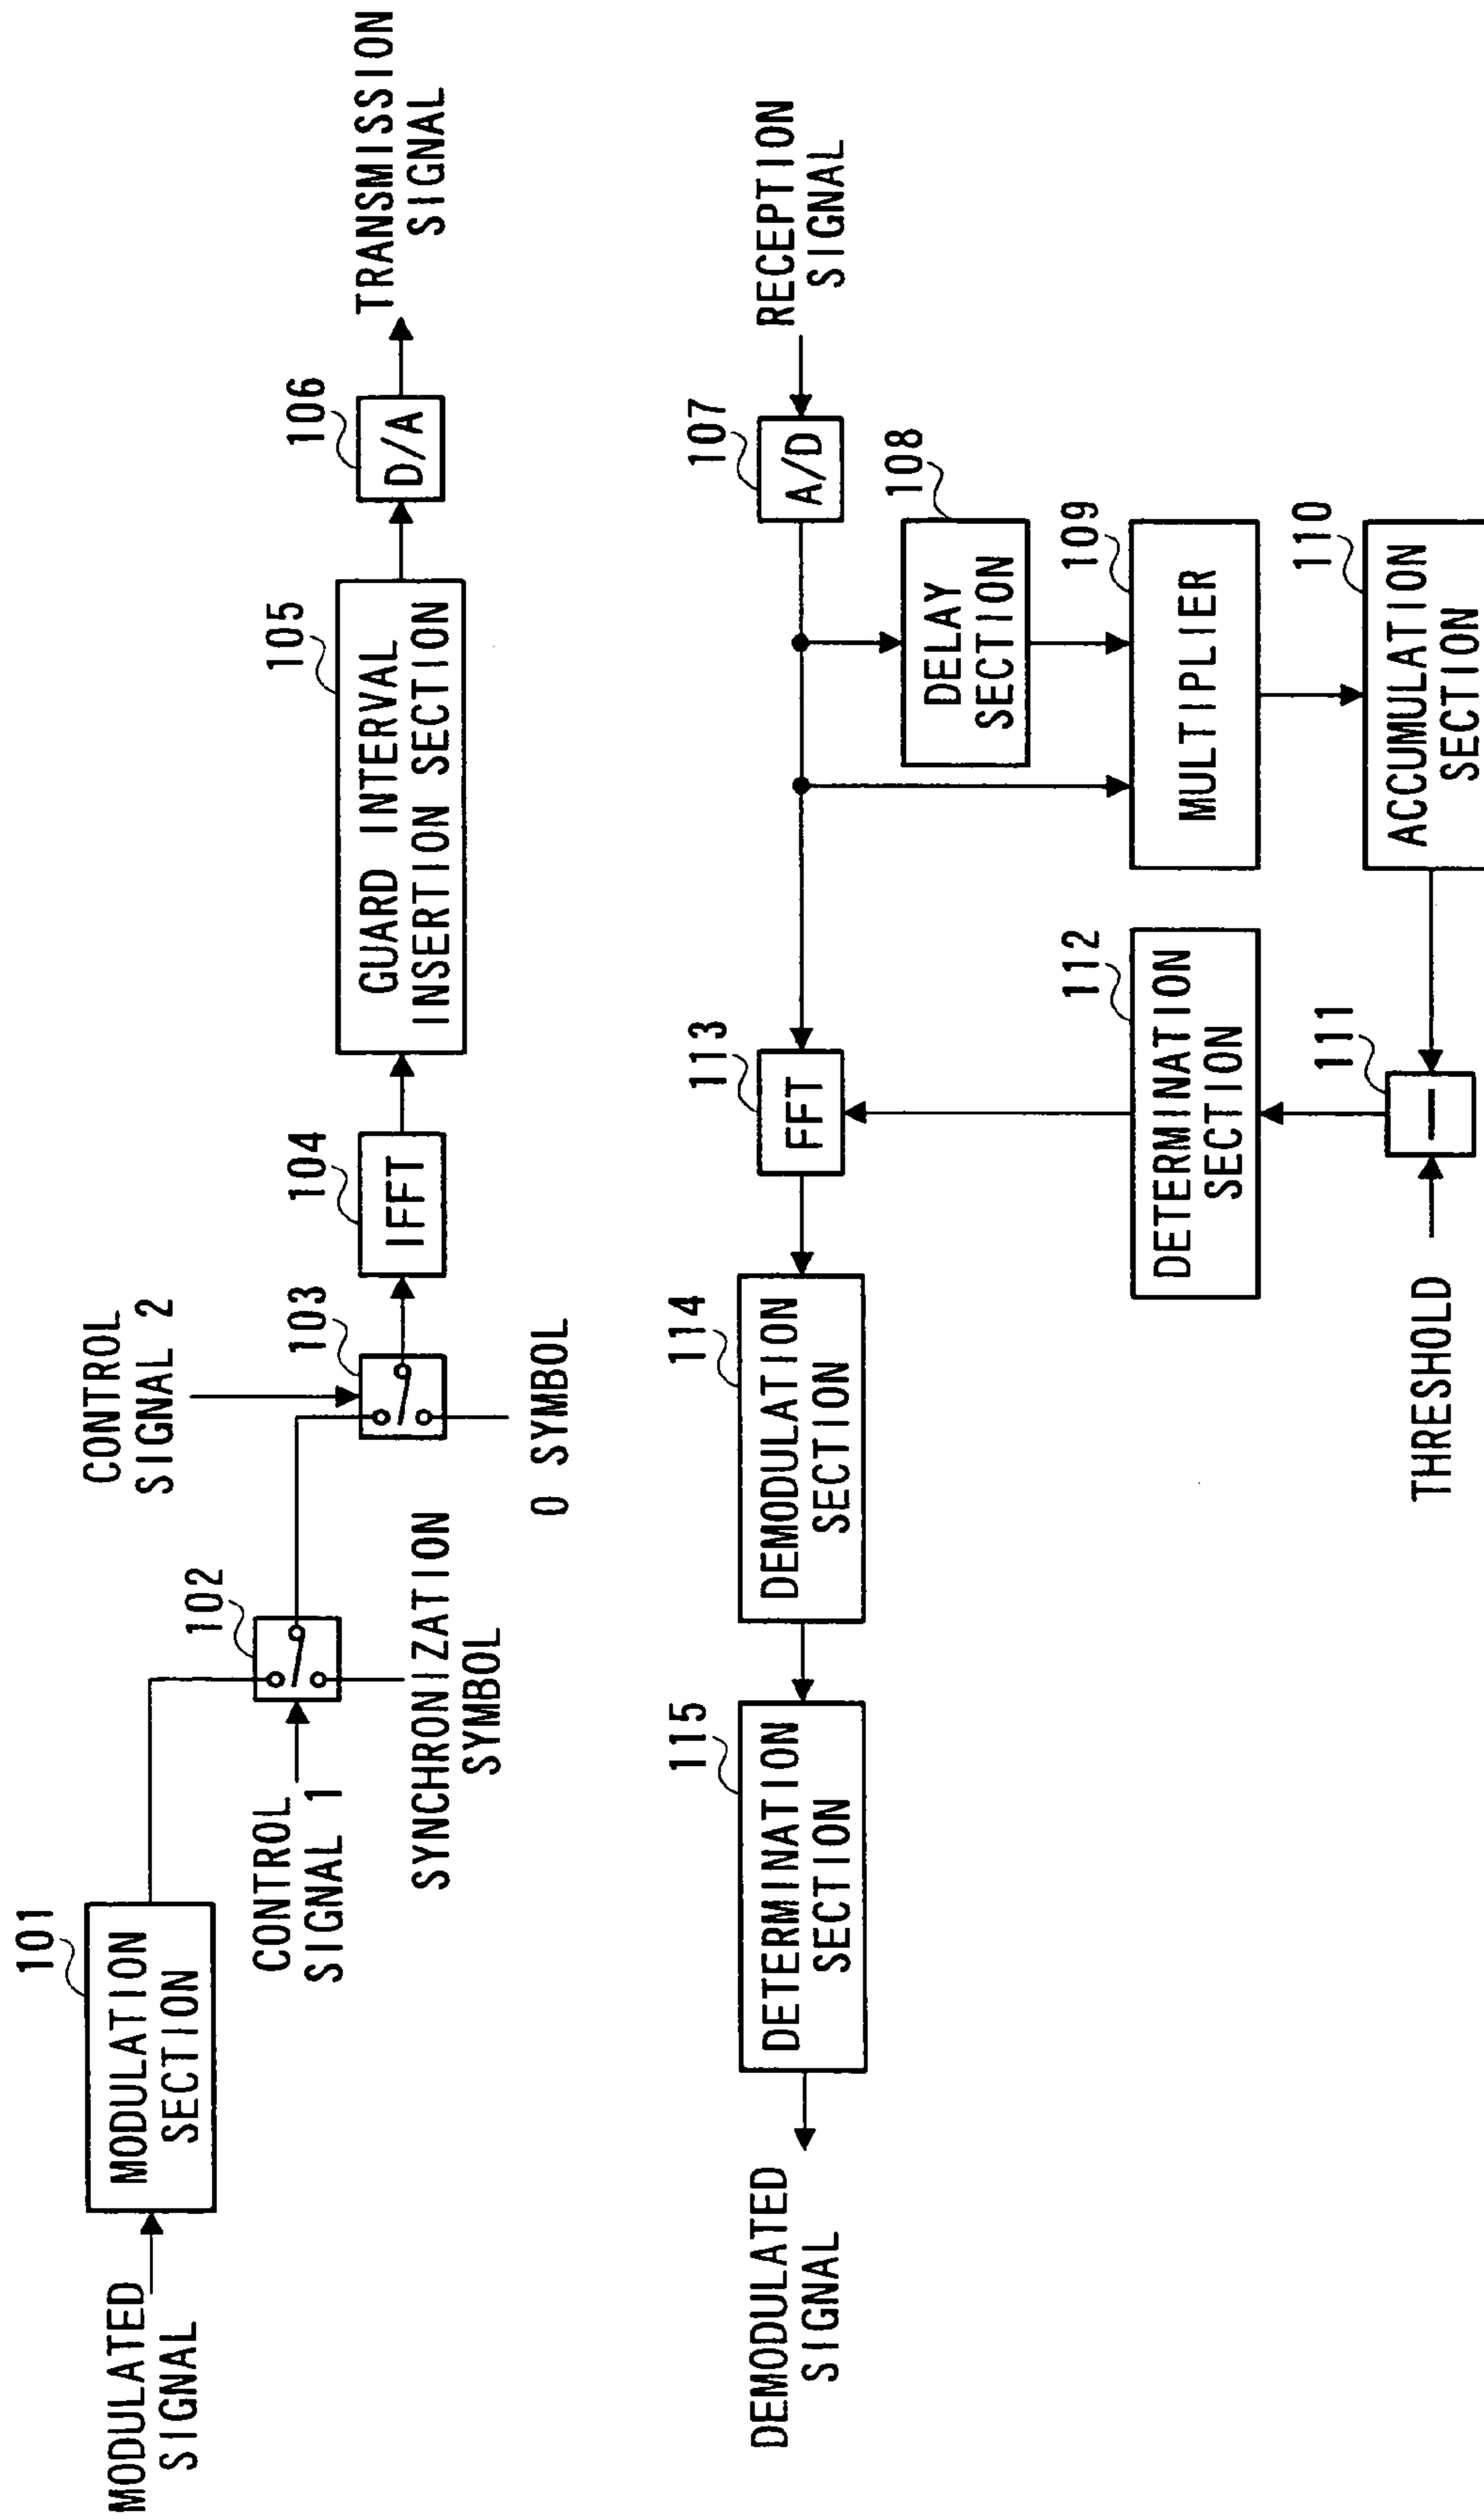 101
MODULATED
SIGNAL
MODULATION
SECTION
CONTROL
SIGNAL 1
102
SYNCHRONIZATION
SYMBOL
CONTROL
SIGNAL 2
103
0 SYMBOL
104
IFFT
105
GUARD INTERVAL
INSERTION SECTION
106
D/A
TRANSMISSION
SIGNAL
DEMODULATED
SIGNAL
115
DETERMINATION
SECTION
114
DEMODULATION
SECTION
113
FFT
107
A/D
RECEPTION
SIGNAL
108
DELAY
SECTION
109
MULTIPLIER
112
DETERMINATION
SECTION
110
ACCUMULATION
SECTION
111
THRESHOLD